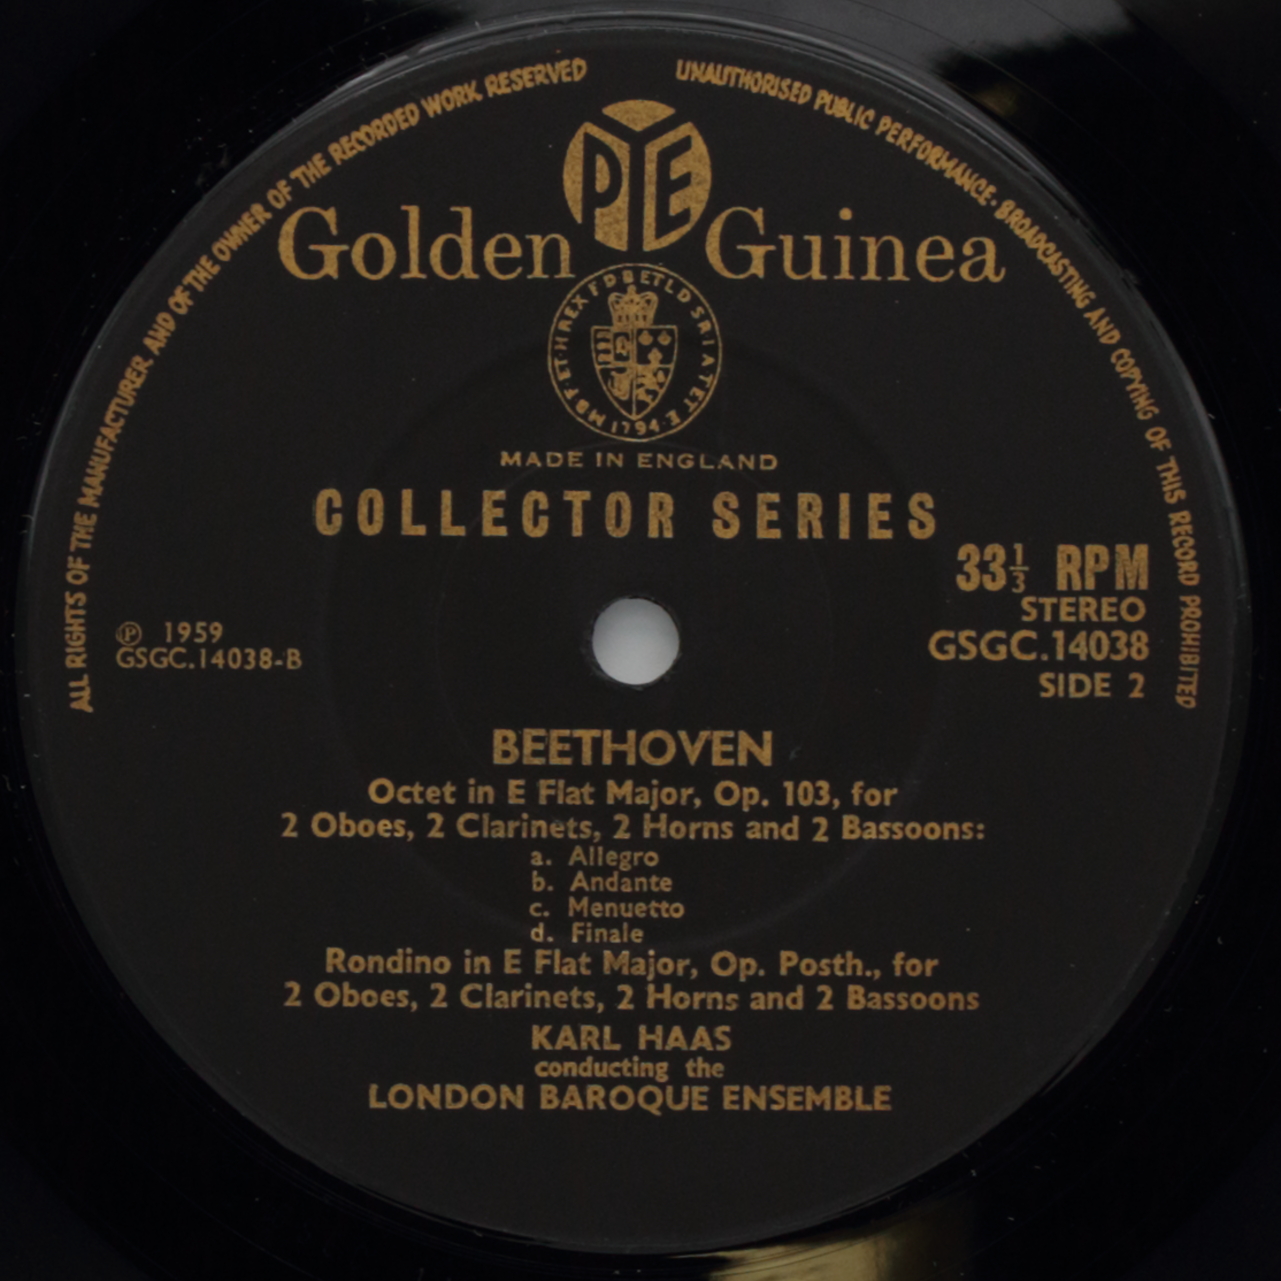 ALL RIGHTS OF THE MANUFACTURER AND OF THE OWNER OF THE RECORDED WORK RESERVED
UNAUTHORISED PUBLIC PERFORMANCE · BROADCASTING AND COPYING OF THIS RECORD PROHIBITED
PYE
Golden Guinea
M B F ET H REX F D B ET L D S R I A T ET E
1794
MADE IN ENGLAND
COLLECTOR SERIES
33⅓ RPM
STEREO
GSGC.14038
SIDE 2
Ⓟ 1959
GSGC.14038-B
BEETHOVEN
Octet in E Flat Major, Op. 103, for
2 Oboes, 2 Clarinets, 2 Horns and 2 Bassoons:
a. Allegro
b. Andante
c. Menuetto
d. Finale
Rondino in E Flat Major, Op. Posth., for
2 Oboes, 2 Clarinets, 2 Horns and 2 Bassoons
KARL HAAS
conducting the
LONDON BAROQUE ENSEMBLE